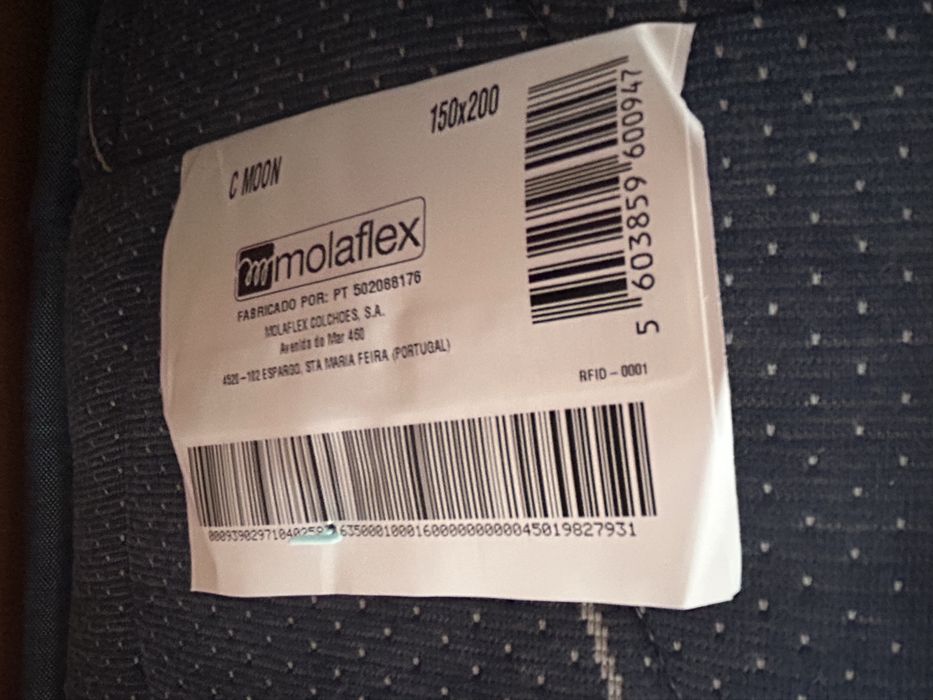 C MOON
150x200
molaflex
FABRICADO POR: PT 502088176
MOLAFLEX COLCHOES, S.A.
Avenida do Mar 460
4520-102 ESPARGO, STA MARIA FEIRA (PORTUGAL)
5 603859 600947
RFID-0001